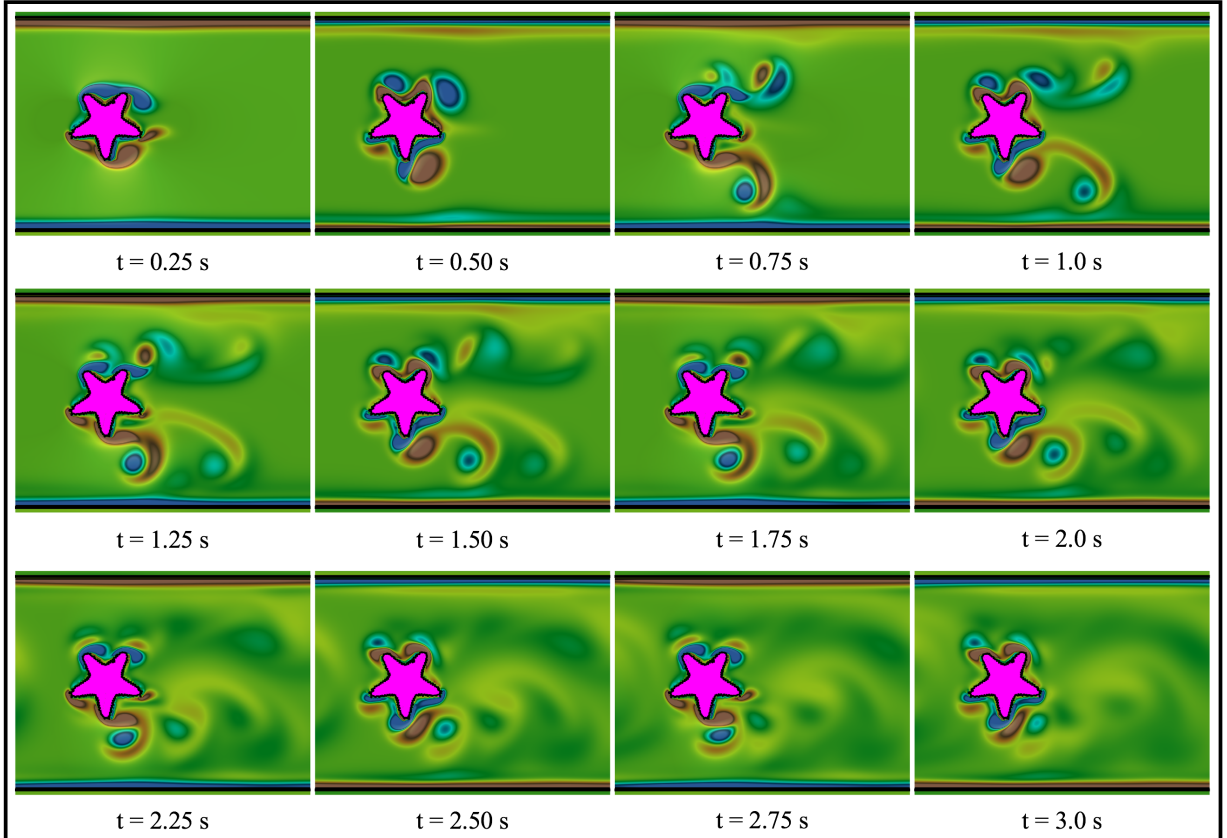 t = 0.25 s
t = 0.50 s
t = 0.75 s
t = 1.0 s
t = 1.25 s
t = 1.50 s
t = 1.75 s
t = 2.0 s
t = 2.25 s
t = 2.50 s
t = 2.75 s
t = 3.0 s